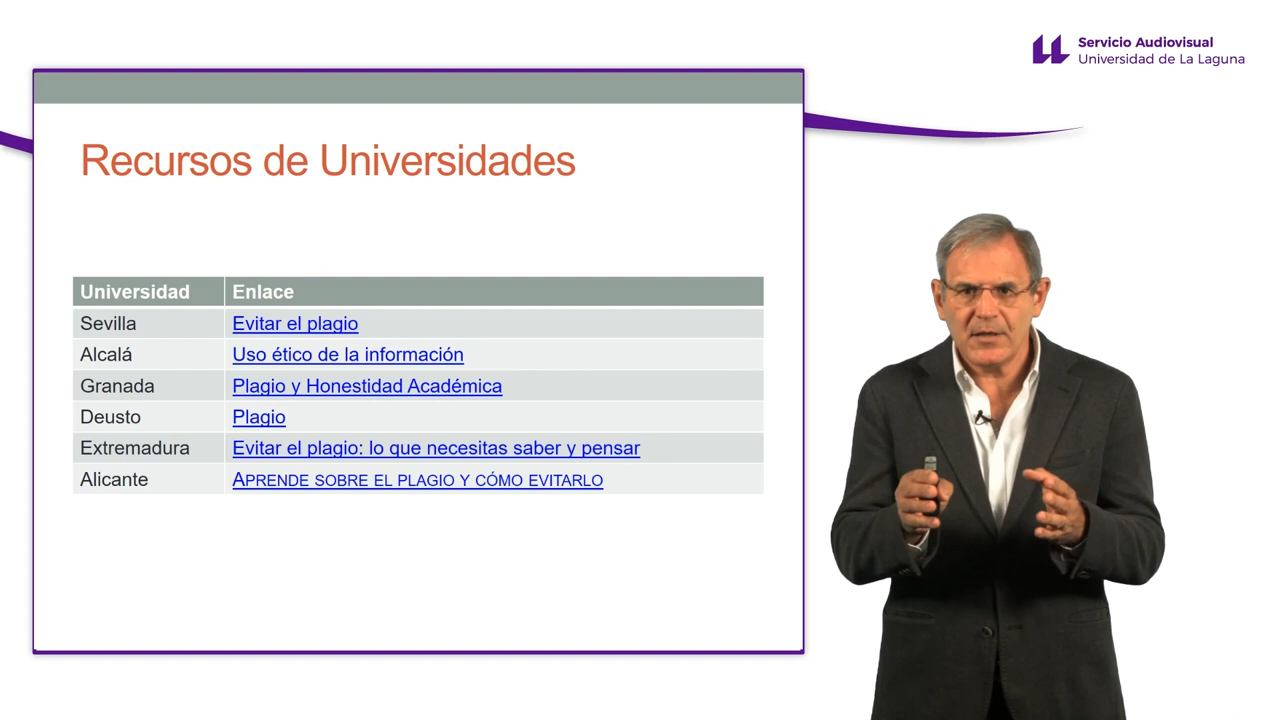 Servicio Audiovisual
Universidad de La Laguna
Recursos de Universidades
Universidad Enlace
Sevilla Evitar el plagio
Alcalá Uso ético de la información
Granada Plagio y Honestidad Académica
Deusto Plagio
Extremadura Evitar el plagio: lo que necesitas saber y pensar
Alicante APRENDE SOBRE EL PLAGIO Y CÓMO EVITARLO